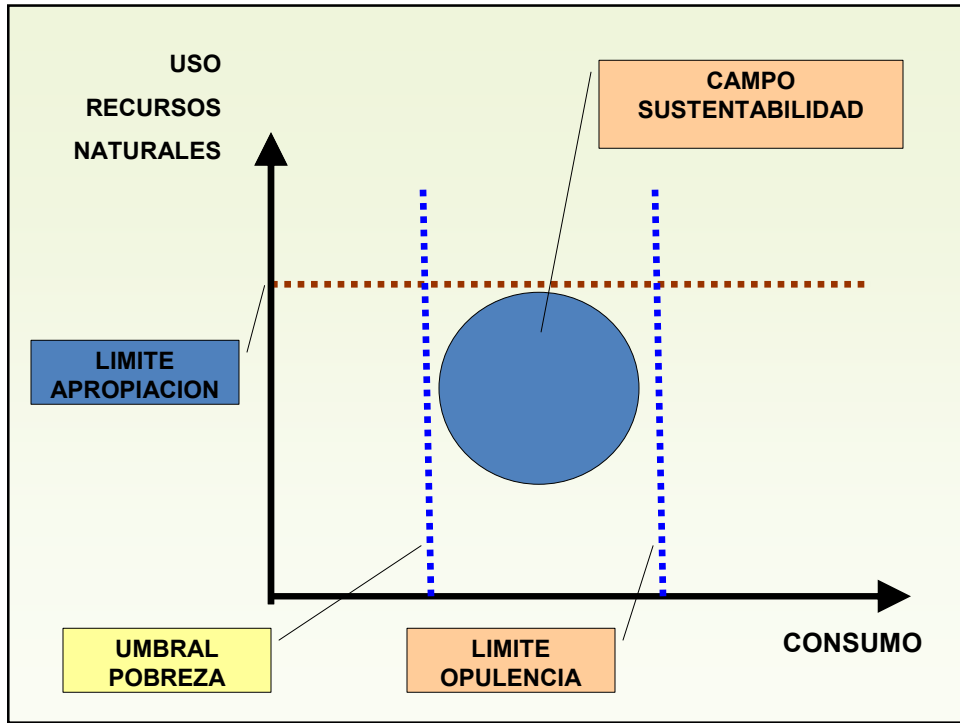 USO
RECURSOS
NATURALES
CAMPO
SUSTENTABILIDAD
LIMITE
APROPIACION
UMBRAL
POBREZA
LIMITE
OPULENCIA
CONSUMO